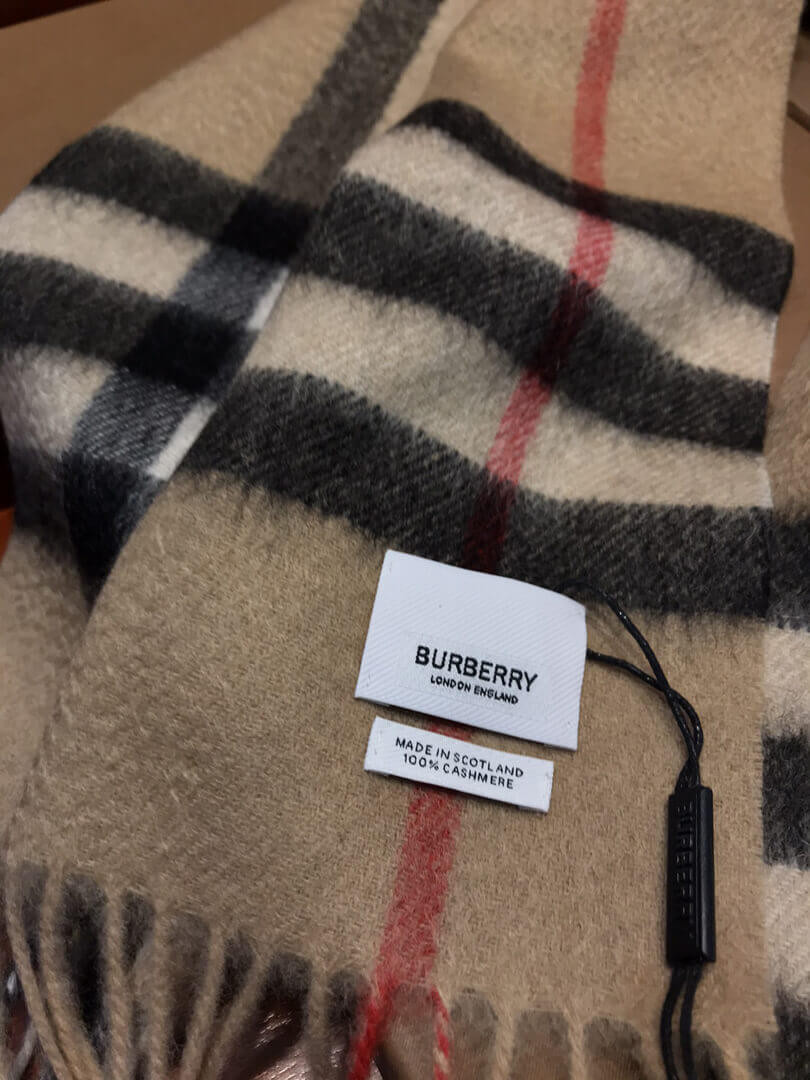 BURBERRY
LONDON ENGLAND
MADE IN SCOTLAND
100% CASHMERE
BURBERRY